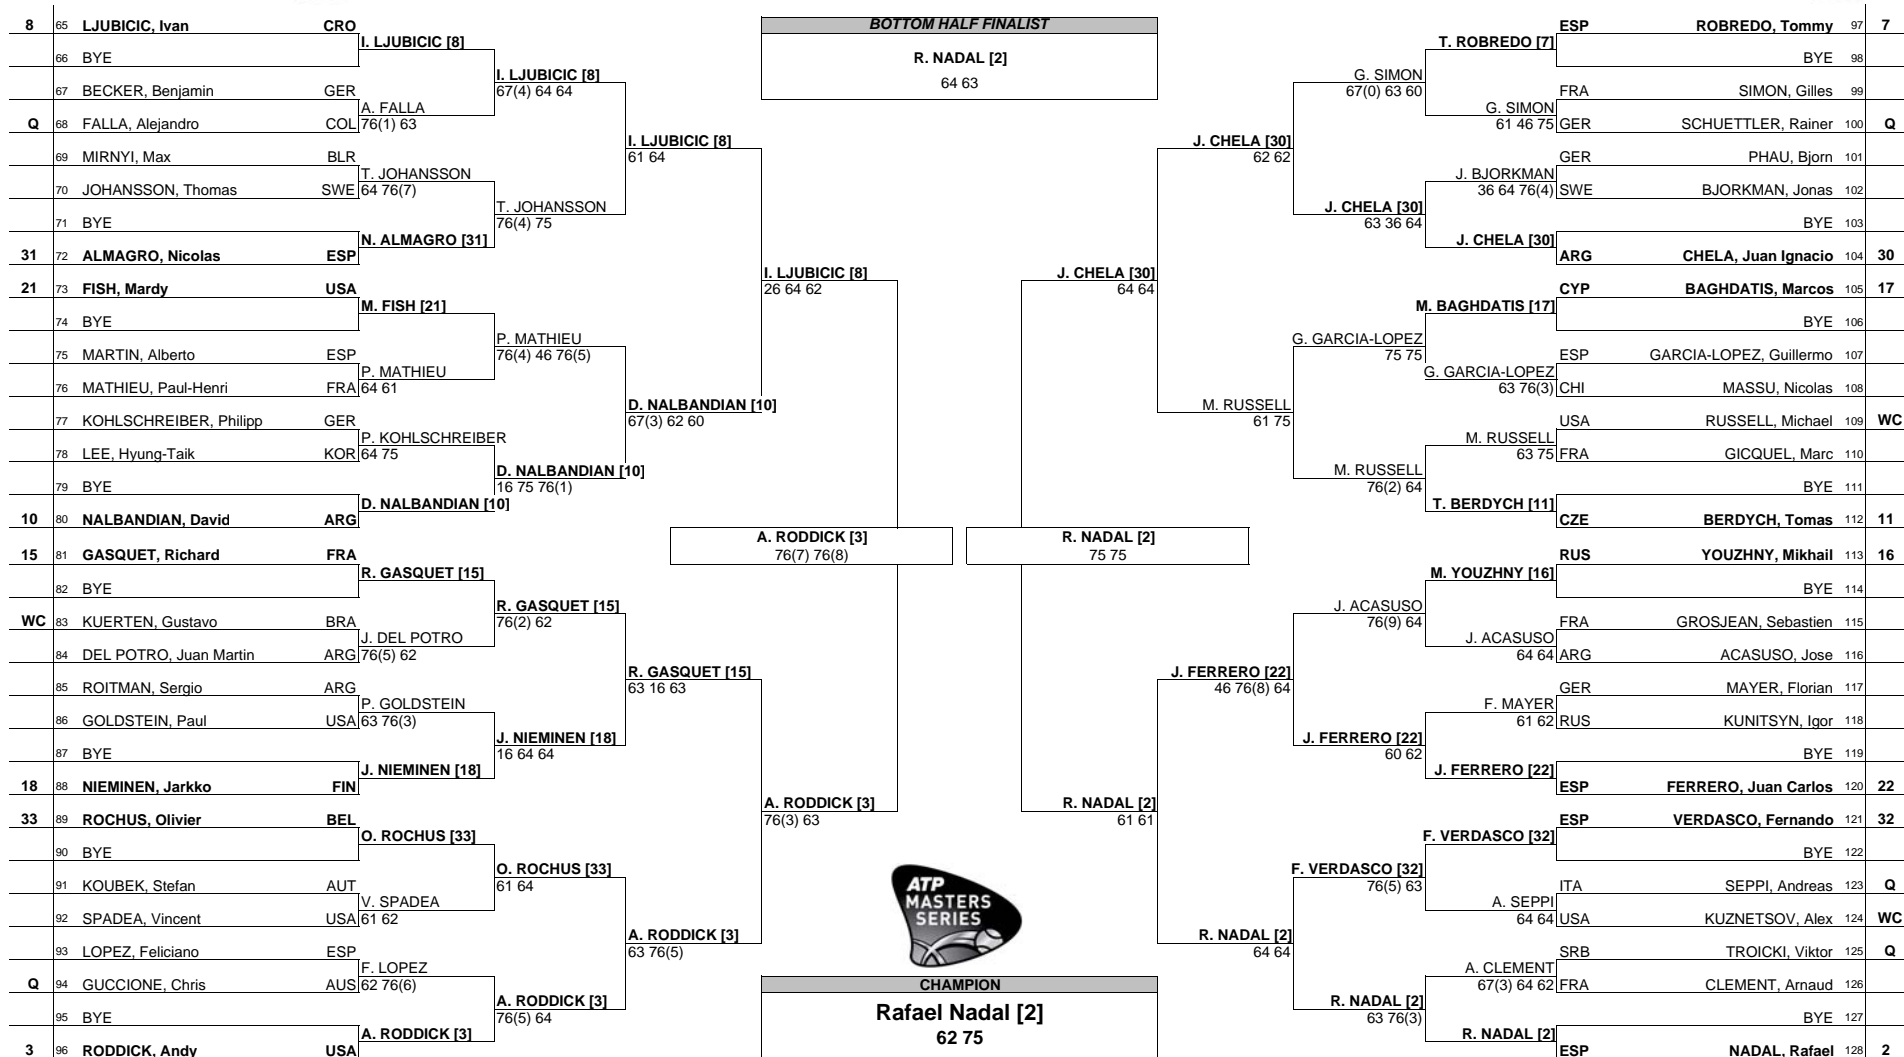 8 65 LJUBICIC, Ivan CRO
66 BYE
67 BECKER, Benjamin GER
Q 68 FALLA, Alejandro COL
69 MIRNYI, Max BLR
70 JOHANSSON, Thomas SWE
71 BYE
31 72 ALMAGRO, Nicolas ESP
21 73 FISH, Mardy USA
74 BYE
75 MARTIN, Alberto ESP
76 MATHIEU, Paul-Henri FRA
77 KOHLSCHREIBER, Philipp GER
78 LEE, Hyung-Taik KOR
79 BYE
10 80 NALBANDIAN, David ARG
15 81 GASQUET, Richard FRA
82 BYE
WC 83 KUERTEN, Gustavo BRA
84 DEL POTRO, Juan Martin ARG
85 ROITMAN, Sergio ARG
86 GOLDSTEIN, Paul USA
87 BYE
18 88 NIEMINEN, Jarkko FIN
33 89 ROCHUS, Olivier BEL
90 BYE
91 KOUBEK, Stefan AUT
92 SPADEA, Vincent USA
93 LOPEZ, Feliciano ESP
Q 94 GUCCIONE, Chris AUS
95 BYE
3 96 RODDICK, Andy USA
I. LJUBICIC [8]
A. FALLA
76(1) 63
T. JOHANSSON
64 76(7)
N. ALMAGRO [31]
M. FISH [21]
P. MATHIEU
64 61
P. KOHLSCHREIBER
64 75
D. NALBANDIAN [10]
R. GASQUET [15]
J. DEL POTRO
76(5) 62
P. GOLDSTEIN
63 76(3)
J. NIEMINEN [18]
O. ROCHUS [33]
V. SPADEA
61 62
F. LOPEZ
62 76(6)
A. RODDICK [3]
I. LJUBICIC [8]
67(4) 64 64
T. JOHANSSON
76(4) 75
P. MATHIEU
76(4) 46 76(5)
D. NALBANDIAN [10]
16 75 76(1)
R. GASQUET [15]
76(2) 62
J. NIEMINEN [18]
16 64 64
O. ROCHUS [33]
61 64
A. RODDICK [3]
76(5) 64
I. LJUBICIC [8]
61 64
D. NALBANDIAN [10]
67(3) 62 60
R. GASQUET [15]
63 16 63
A. RODDICK [3]
63 76(5)
I. LJUBICIC [8]
26 64 62
A. RODDICK [3]
76(3) 63
A. RODDICK [3]
76(7) 76(8)
BOTTOM HALF FINALIST
R. NADAL [2]
64 63
R. NADAL [2]
75 75
ATP
MASTERS
SERIES
CHAMPION
Rafael Nadal [2]
62 75
J. CHELA [30]
64 64
R. NADAL [2]
61 61
J. CHELA [30]
62 62
M. RUSSELL
61 75
J. FERRERO [22]
46 76(8) 64
R. NADAL [2]
64 64
G. SIMON
67(0) 63 60
J. CHELA [30]
63 36 64
G. GARCIA-LOPEZ
75 75
M. RUSSELL
76(2) 64
J. ACASUSO
76(9) 64
J. FERRERO [22]
60 62
F. VERDASCO [32]
76(5) 63
R. NADAL [2]
63 76(3)
T. ROBREDO [7]
G. SIMON
61 46 75
J. BJORKMAN
36 64 76(4)
J. CHELA [30]
M. BAGHDATIS [17]
G. GARCIA-LOPEZ
63 76(3)
M. RUSSELL
63 75
T. BERDYCH [11]
M. YOUZHNY [16]
J. ACASUSO
64 64
F. MAYER
61 62
J. FERRERO [22]
F. VERDASCO [32]
A. SEPPI
64 64
A. CLEMENT
67(3) 64 62
R. NADAL [2]
ESP ROBREDO, Tommy 97 7
BYE 98
FRA SIMON, Gilles 99
GER SCHUETTLER, Rainer 100 Q
GER PHAU, Bjorn 101
SWE BJORKMAN, Jonas 102
BYE 103
ARG CHELA, Juan Ignacio 104 30
CYP BAGHDATIS, Marcos 105 17
BYE 106
ESP GARCIA-LOPEZ, Guillermo 107
CHI MASSU, Nicolas 108
USA RUSSELL, Michael 109 WC
FRA GICQUEL, Marc 110
BYE 111
CZE BERDYCH, Tomas 112 11
RUS YOUZHNY, Mikhail 113 16
BYE 114
FRA GROSJEAN, Sebastien 115
ARG ACASUSO, Jose 116
GER MAYER, Florian 117
RUS KUNITSYN, Igor 118
BYE 119
ESP FERRERO, Juan Carlos 120 22
ESP VERDASCO, Fernando 121 32
BYE 122
ITA SEPPI, Andreas 123 Q
USA KUZNETSOV, Alex 124 WC
SRB TROICKI, Viktor 125 Q
FRA CLEMENT, Arnaud 126
BYE 127
ESP NADAL, Rafael 128 2